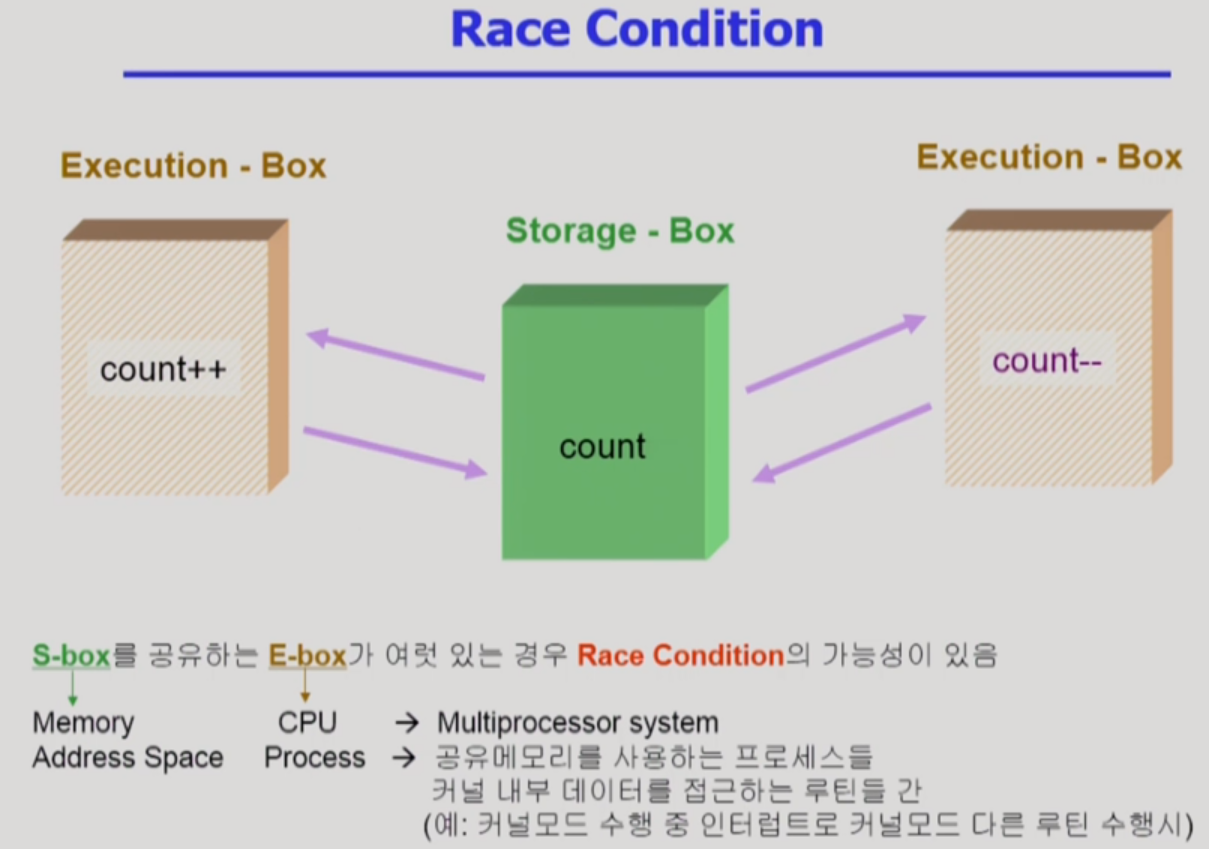 Race Condition
Execution - Box
Execution - Box
Storage - Box
count++
count--
count
S-box를 공유하는 E-box가 여럿 있는 경우 Race Condition의 가능성이 있음
Memory CPU → Multiprocessor system
Address Space Process → 공유메모리를 사용하는 프로세스들
커널 내부 데이터를 접근하는 루틴들 간
(예: 커널모드 수행 중 인터럽트로 커널모드 다른 루틴 수행시)